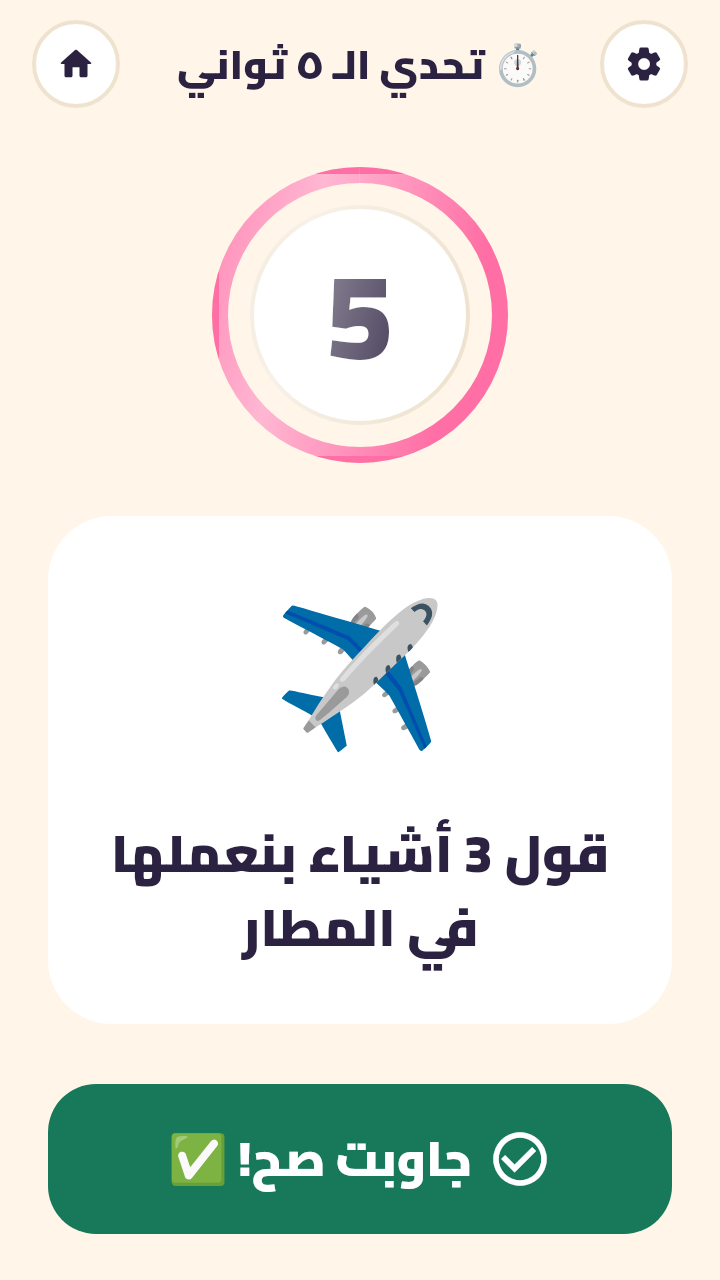 ⏱️ تحدي الـ ٥ ثواني
5
قول 3 أشياء بنعملها
في المطار
جاوبت صح! ✅